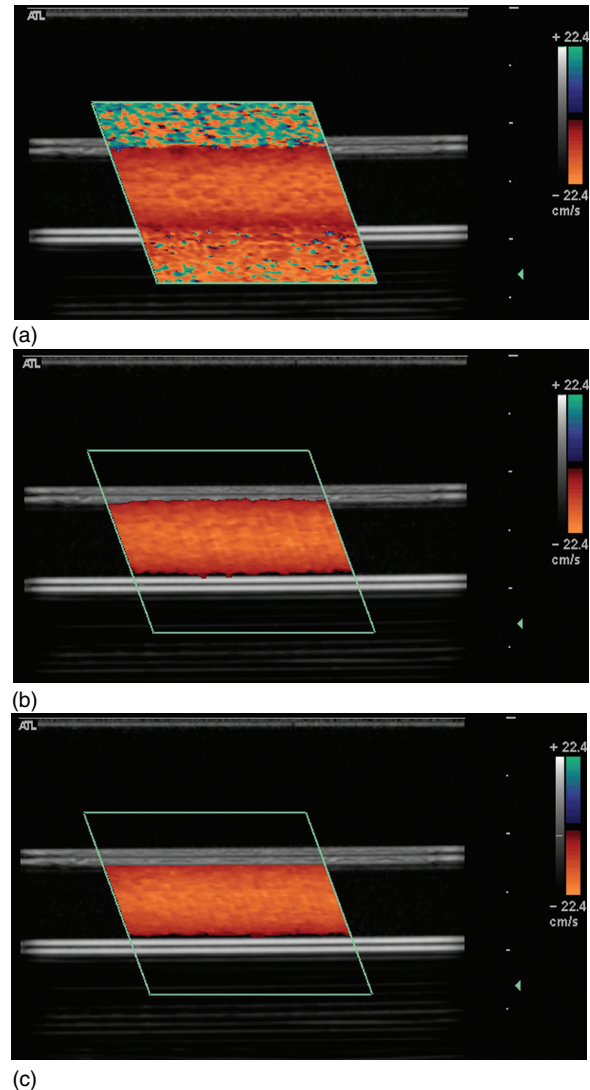 ATL
+ 22.4
- 22.4
cm/s
(a)
ATL
+ 22.4
- 22.4
cm/s
(b)
ATL
+ 22.4
- 22.4
cm/s
(c)